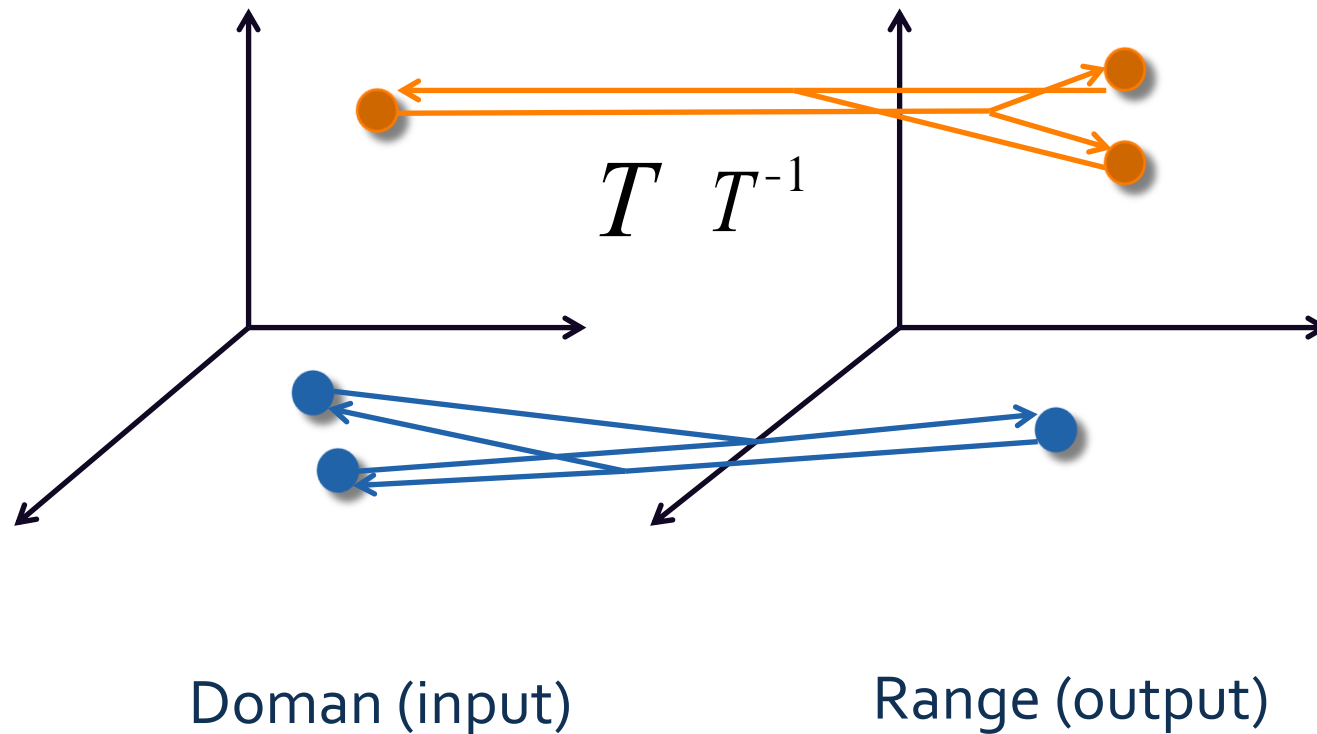 T T⁻¹
Doman (input)
Range (output)